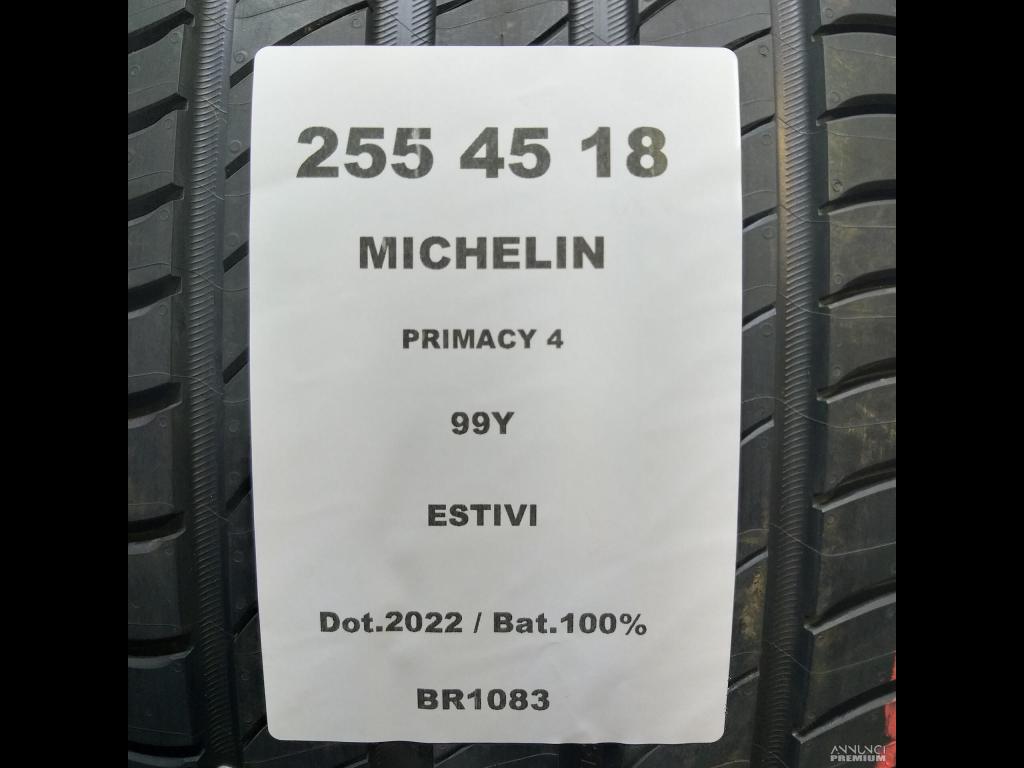 255 45 18
MICHELIN
PRIMACY 4
99Y
ESTIVI
Dot.2022 / Bat.100%
BR1083
ANNUNCI
PREMIUM